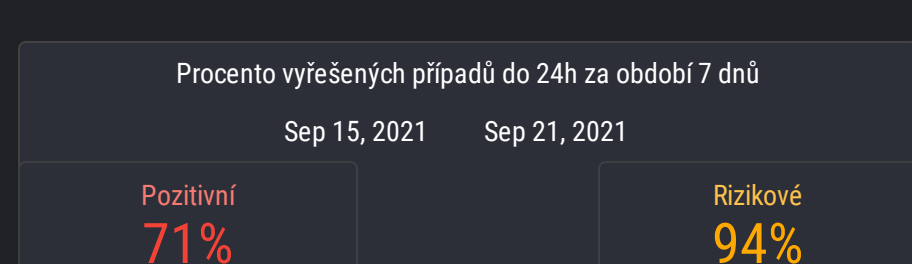 Procento vyřešených případů do 24h za období 7 dnů
Sep 15, 2021 Sep 21, 2021
Pozitivní Rizikové
71% 94%